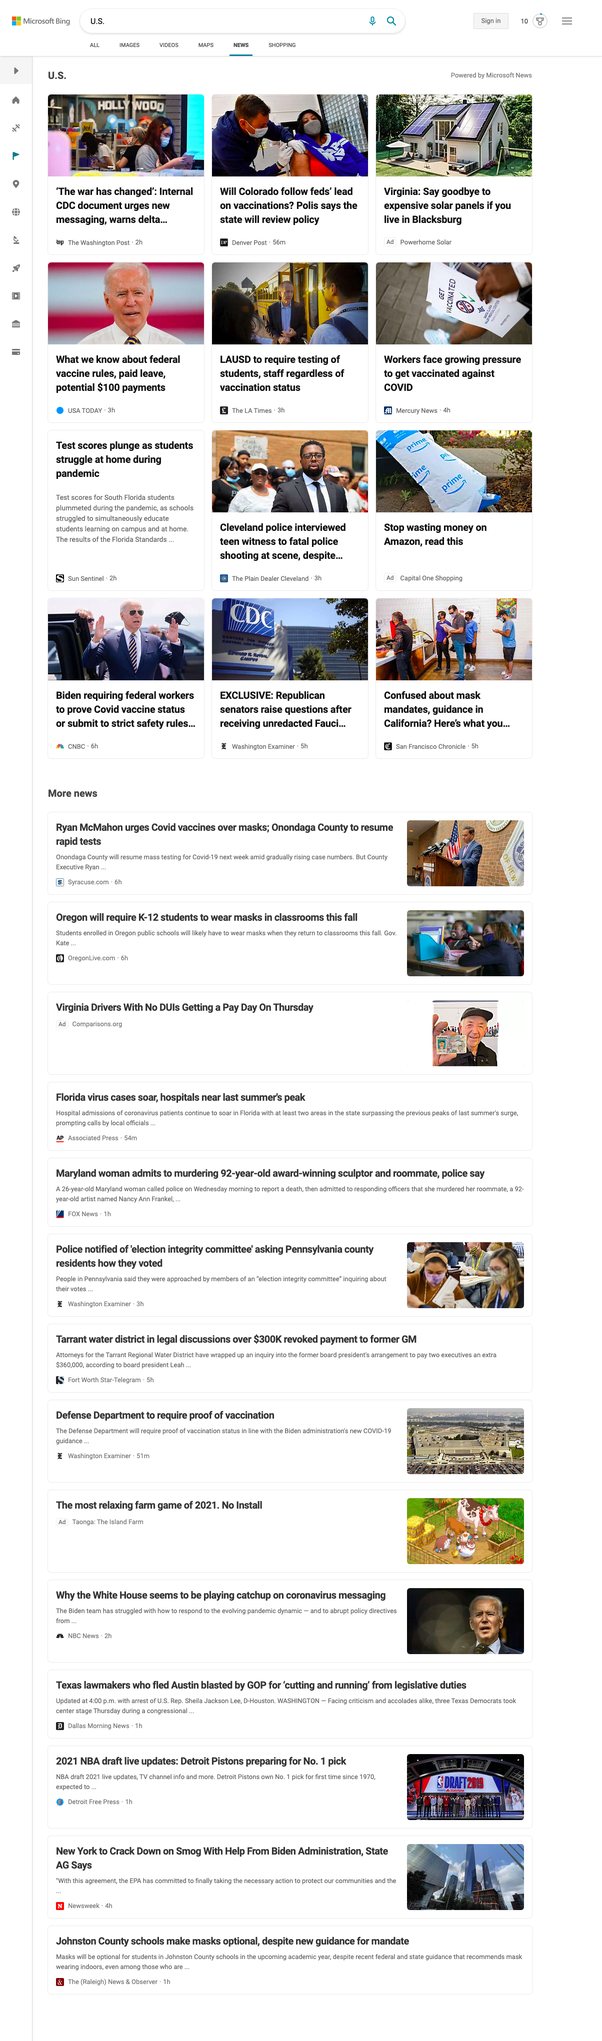 Microsoft Bing
U.S.
Sign in
10
ALL
IMAGES
VIDEOS
MAPS
NEWS
SHOPPING
U.S.
Powered by Microsoft News
HOLLYWOOD
'The war has changed': Internal
CDC document urges new
messaging, warns delta...
The Washington Post · 2h
Will Colorado follow feds' lead
on vaccinations? Polis says the
state will review policy
Denver Post · 56m
Virginia: Say goodbye to
expensive solar panels if you
live in Blacksburg
Ad Powerhome Solar
What we know about federal
vaccine rules, paid leave,
potential $100 payments
USA TODAY · 3h
LAUSD to require testing of
students, staff regardless of
vaccination status
The LA Times · 3h
GET
VACCINATED
Workers face growing pressure
to get vaccinated against
COVID
Mercury News · 4h
Test scores plunge as students
struggle at home during
pandemic
Test scores for South Florida students
plummeted during the pandemic, as schools
struggled to simultaneously educate
students learning on campus and at home.
The results of the Florida Standards ...
Sun Sentinel · 2h
Cleveland police interviewed
teen witness to fatal police
shooting at scene, despite...
The Plain Dealer Cleveland · 3h
prime
prime
prime
Stop wasting money on
Amazon, read this
Ad Capital One Shopping
Biden requiring federal workers
to prove Covid vaccine status
or submit to strict safety rules...
CNBC · 6h
CDC
EXCLUSIVE: Republican
senators raise questions after
receiving unredacted Fauci...
Washington Examiner · 5h
Confused about mask
mandates, guidance in
California? Here's what you...
San Francisco Chronicle · 5h
More news
Ryan McMahon urges Covid vaccines over masks; Onondaga County to resume
rapid tests
Onondaga County will resume mass testing for Covid-19 next week amid gradually rising case numbers. But County
Executive Ryan ...
Syracuse.com · 6h
Oregon will require K-12 students to wear masks in classrooms this fall
Students enrolled in Oregon public schools will likely have to wear masks when they return to classrooms this fall. Gov.
Kate ...
OregonLive.com · 6h
Virginia Drivers With No DUIs Getting a Pay Day On Thursday
Ad Comparisons.org
Florida virus cases soar, hospitals near last summer's peak
Hospital admissions of coronavirus patients continue to soar in Florida with at least two areas in the state surpassing the previous peaks of last summer's surge,
prompting calls by local officials ...
AP Associated Press · 54m
Maryland woman admits to murdering 92-year-old award-winning sculptor and roommate, police say
A 26-year-old Maryland woman called police on Wednesday morning to report a death, then admitted to responding officers that she murdered her roommate, a 92-
year-old artist named Nancy Ann Frankel, ...
FOX News · 1h
Police notified of 'election integrity committee' asking Pennsylvania county
residents how they voted
People in Pennsylvania said they were approached by members of an "election integrity committee" inquiring about
their votes ...
Washington Examiner · 3h
Tarrant water district in legal discussions over $300K revoked payment to former GM
Attorneys for the Tarrant Regional Water District have wrapped up an inquiry into the former board president's arrangement to pay two executives an extra
$360,000, according to board president Leah ...
Fort Worth Star-Telegram · 5h
Defense Department to require proof of vaccination
The Defense Department will require proof of vaccination status in line with the Biden administration's new COVID-19
guidance ...
Washington Examiner · 51m
The most relaxing farm game of 2021. No Install
Ad Taonga: The Island Farm
Why the White House seems to be playing catchup on coronavirus messaging
The Biden team has struggled with how to respond to the evolving pandemic dynamic — and to abrupt policy directives
from ...
NBC News · 2h
Texas lawmakers who fled Austin blasted by GOP for 'cutting and running' from legislative duties
Updated at 4:00 p.m. with arrest of U.S. Rep. Sheila Jackson Lee, D-Houston. WASHINGTON — Facing criticism and accolades alike, three Texas Democrats took
center stage Thursday during a congressional ...
Dallas Morning News · 1h
2021 NBA draft live updates: Detroit Pistons preparing for No. 1 pick
NBA draft 2021 live updates, TV channel info and more. Detroit Pistons own No. 1 pick for first time since 1970,
expected to ...
Detroit Free Press · 1h
DRAFT 2019
New York to Crack Down on Smog With Help From Biden Administration, State
AG Says
"With this agreement, the EPA has committed to finally taking the necessary action to protect our communities and the
...
N Newsweek · 4h
Johnston County schools make masks optional, despite new guidance for mandate
Masks will be optional for students in Johnston County schools in the upcoming academic year, despite recent federal and state guidance that recommends mask
wearing indoors, even among those who are ...
The (Raleigh) News & Observer · 1h